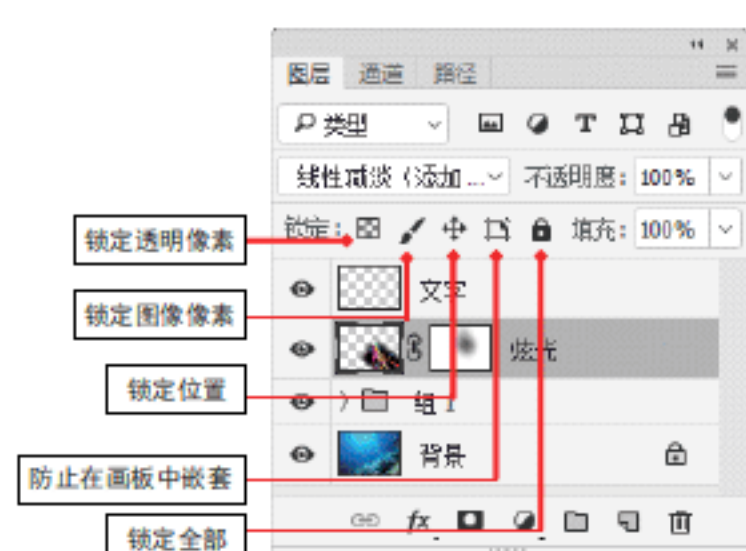 图层 通道 路径
类型
T
线性减淡（添加... 不透明度： 100%
锁定： 填充： 100%
锁定透明像素
文字
锁定图像像素
炫光
锁定位置
组 1
背景
防止在画板中嵌套
fx
锁定全部